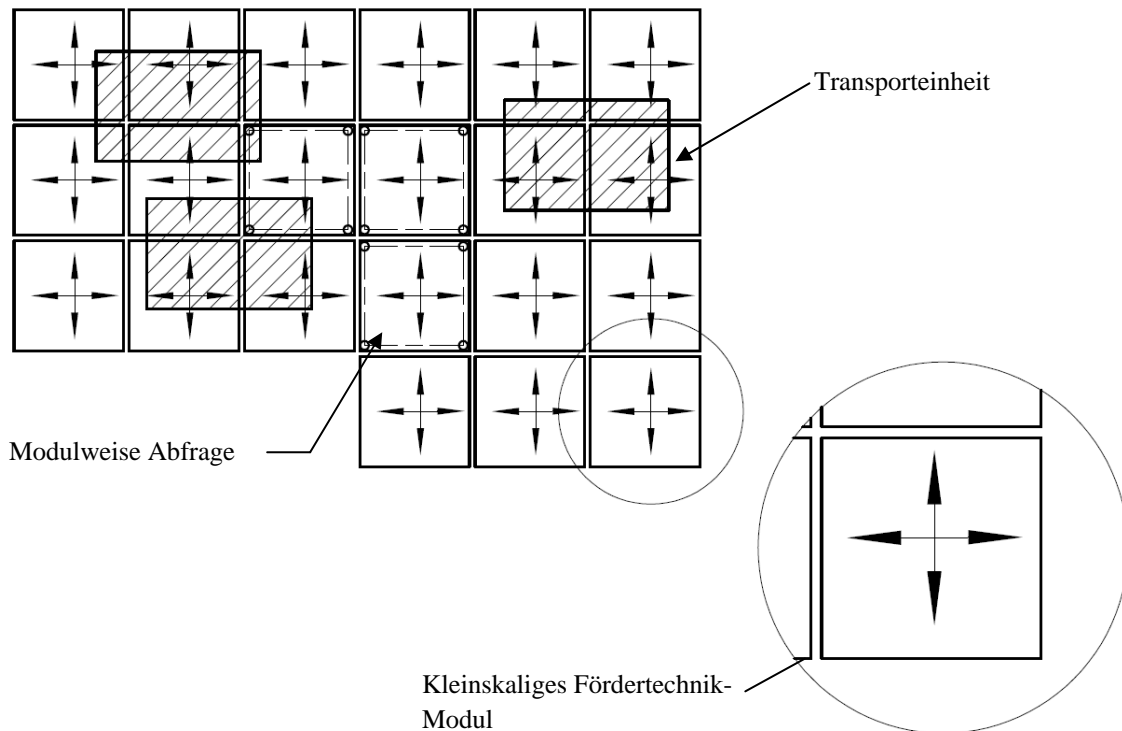 Transporteinheit
Modulweise Abfrage
Kleinskaliges Fördertechnik-
Modul